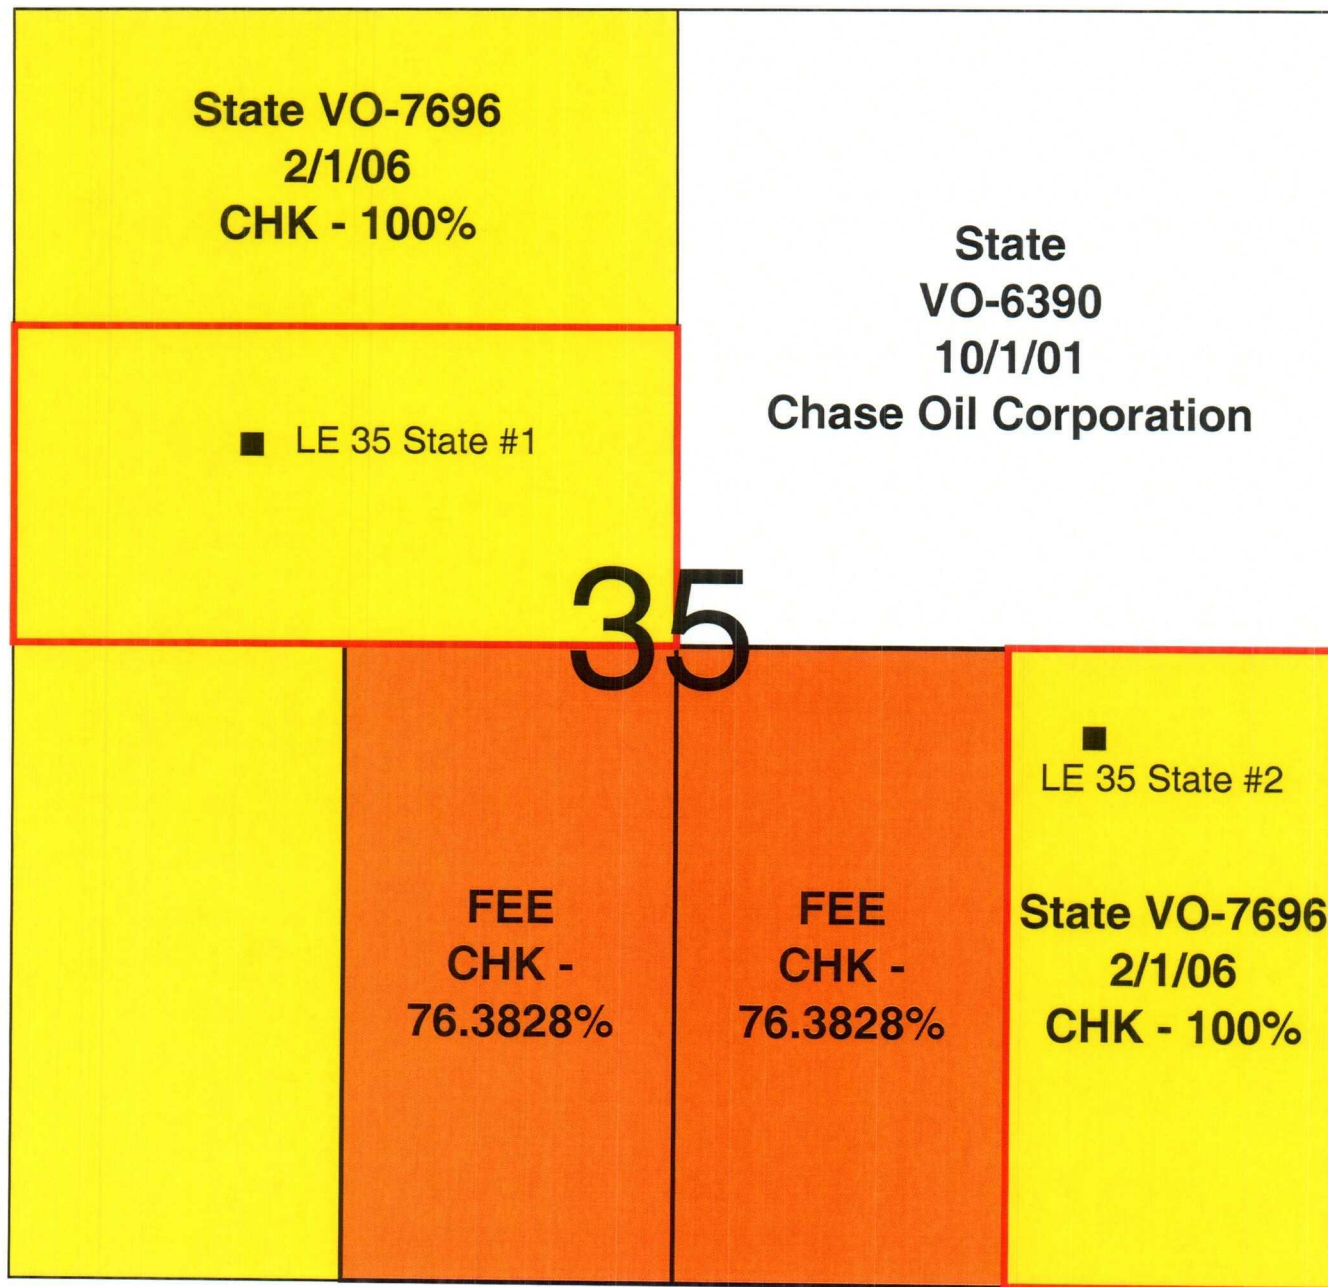 State VO-7696
2/1/06
CHK - 100%
State
VO-6390
10/1/01
Chase Oil Corporation
LE 35 State #1
35
LE 35 State #2
FEE
CHK -
76.3828%
FEE
CHK -
76.3828%
State VO-7696
2/1/06
CHK - 100%